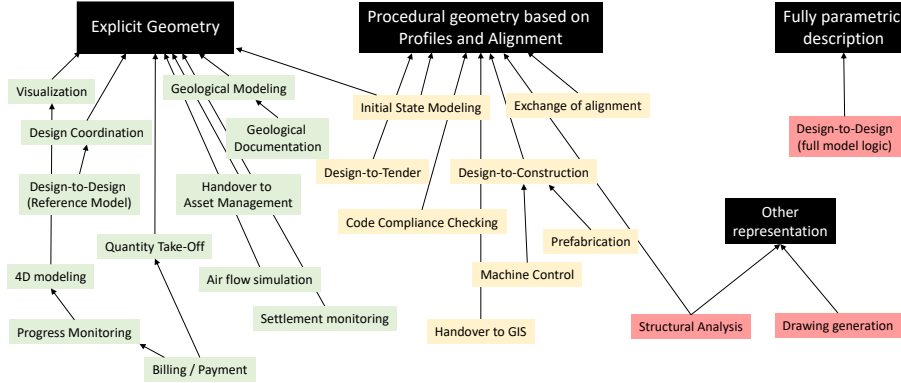 Explicit Geometry
Procedural geometry based on
Profiles and Alignment
Fully parametric
description
Visualization
Geological Modeling
Initial State Modeling
Exchange of alignment
Design Coordination
Geological
Documentation
Design-to-Design
(full model logic)
Design-to-Tender
Design-to-Construction
Design-to-Design
(Reference Model)
Handover to
Asset Management
Code Compliance Checking
Other
representation
Quantity Take-Off
Prefabrication
4D modeling
Air flow simulation
Machine Control
Settlement monitoring
Progress Monitoring
Handover to GIS
Structural Analysis
Drawing generation
Billing / Payment